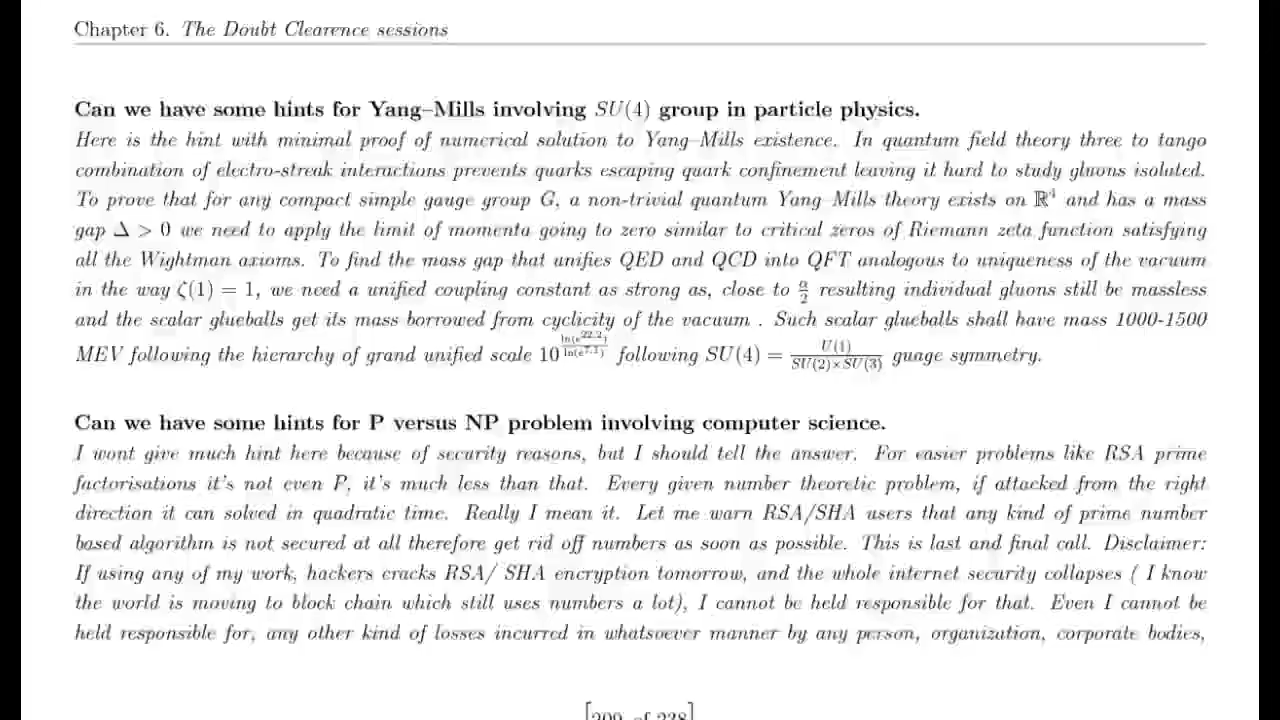 Chapter 6. The Doubt Clearence sessions
Can we have some hints for Yang–Mills involving SU(4) group in particle physics.
Here is the hint with minimal proof of numerical solution to Yang–Mills existence. In quantum field theory three to tango
combination of electro-streak interactions prevents quarks escaping quark confinement leaving it hard to study gluons isolated.
To prove that for any compact simple gauge group G, a non-trivial quantum Yang–Mills theory exists on ℝ⁴ and has a mass
gap Δ > 0 we need to apply the limit of momenta going to zero similar to critical zeros of Riemann zeta function satisfying
all the Wightman axioms. To find the mass gap that unifies QED and QCD into QFT analogous to uniqueness of the vacuum
in the way ζ(1) = 1, we need a unified coupling constant as strong as, close to α/2 resulting individual gluons still be massless
and the scalar glueballs get its mass borrowed from cyclicity of the vacuum . Such scalar glueballs shall have mass 1000-1500
MEV following the hierarchy of grand unified scale 10^(ln(e^22.2)/ln(e^7.1)) following SU(4) = U(1)/(SU(2)×SU(3)) guage symmetry.
Can we have some hints for P versus NP problem involving computer science.
I wont give much hint here because of security reasons, but I should tell the answer. For easier problems like RSA prime
factorisations it's not even P, it's much less than that. Every given number theoretic problem, if attacked from the right
direction it can solved in quadratic time. Really I mean it. Let me warn RSA/SHA users that any kind of prime number
based algorithm is not secured at all therefore get rid off numbers as soon as possible. This is last and final call. Disclaimer:
If using any of my work, hackers cracks RSA/ SHA encryption tomorrow, and the whole internet security collapses ( I know
the world is moving to block chain which still uses numbers a lot), I cannot be held responsible for that. Even I cannot be
held responsible for, any other kind of losses incurred in whatsoever manner by any person, organization, corporate bodies,
[209 of 238]